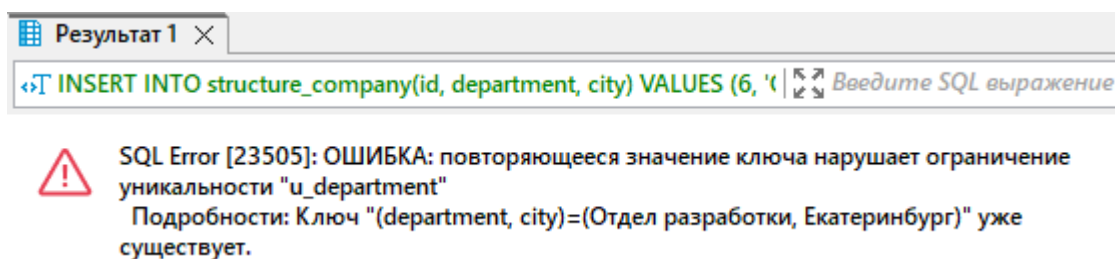 Результат 1
INSERT INTO structure_company(id, department, city) VALUES (6, 'О Введите SQL выражение
SQL Error [23505]: ОШИБКА: повторяющееся значение ключа нарушает ограничение
уникальности "u_department"
Подробности: Ключ "(department, city)=(Отдел разработки, Екатеринбург)" уже
существует.